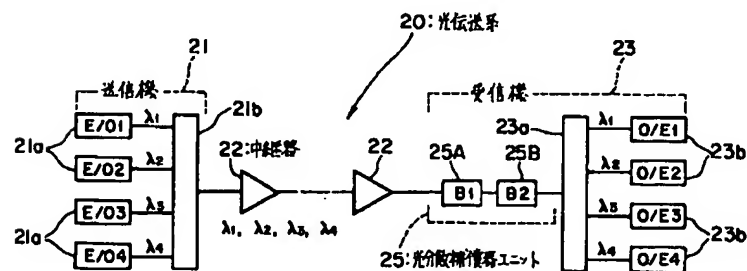 20:光伝送系
21
23
送信機
受信機
21b
23a
E/O1 λ1
λ1 O/E1
21a
22:中継器
22
25A
25B
23b
E/O2 λ2
λ2 O/E2
B1
B2
E/O3 λ3
λ3 O/E3
21a
λ1, λ2, λ3, λ4
23b
E/O4 λ4
λ4 O/E4
25:光分散補償器ユニット